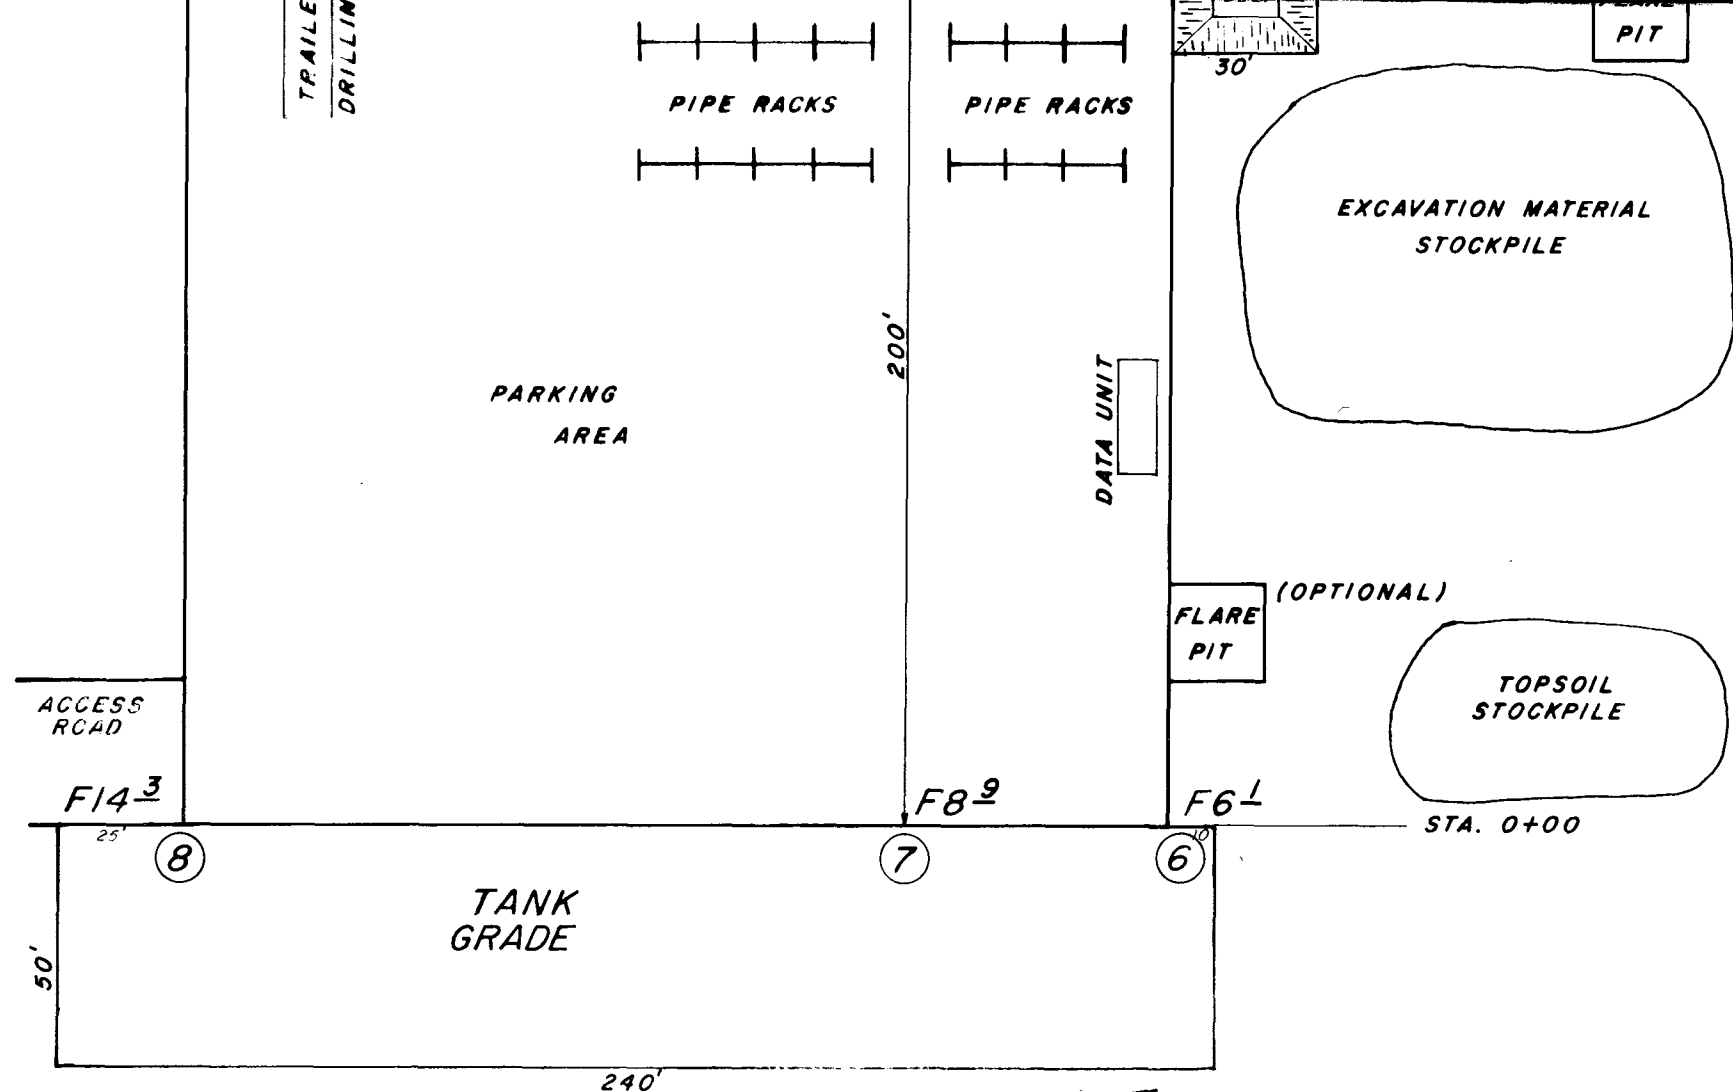 PIT
30'
PIPE RACKS
PIPE RACKS
EXCAVATION MATERIAL
STOCKPILE
200'
DATA UNIT
PARKING
AREA
(OPTIONAL)
FLARE
PIT
TOPSOIL
STOCKPILE
ACCESS
ROAD
F14 3
F8 9
F6 1
25'
10'
STA. 0+00
8
7
6
TANK
GRADE
50'
240'